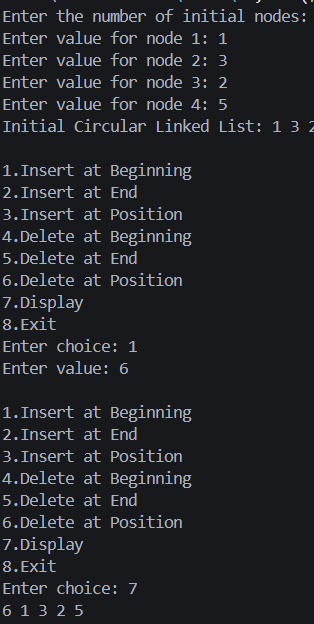 Enter the number of initial nodes:
Enter value for node 1: 1
Enter value for node 2: 3
Enter value for node 3: 2
Enter value for node 4: 5
Initial Circular Linked List: 1 3 2
1.Insert at Beginning
2.Insert at End
3.Insert at Position
4.Delete at Beginning
5.Delete at End
6.Delete at Position
7.Display
8.Exit
Enter choice: 1
Enter value: 6
1.Insert at Beginning
2.Insert at End
3.Insert at Position
4.Delete at Beginning
5.Delete at End
6.Delete at Position
7.Display
8.Exit
Enter choice: 7
6 1 3 2 5